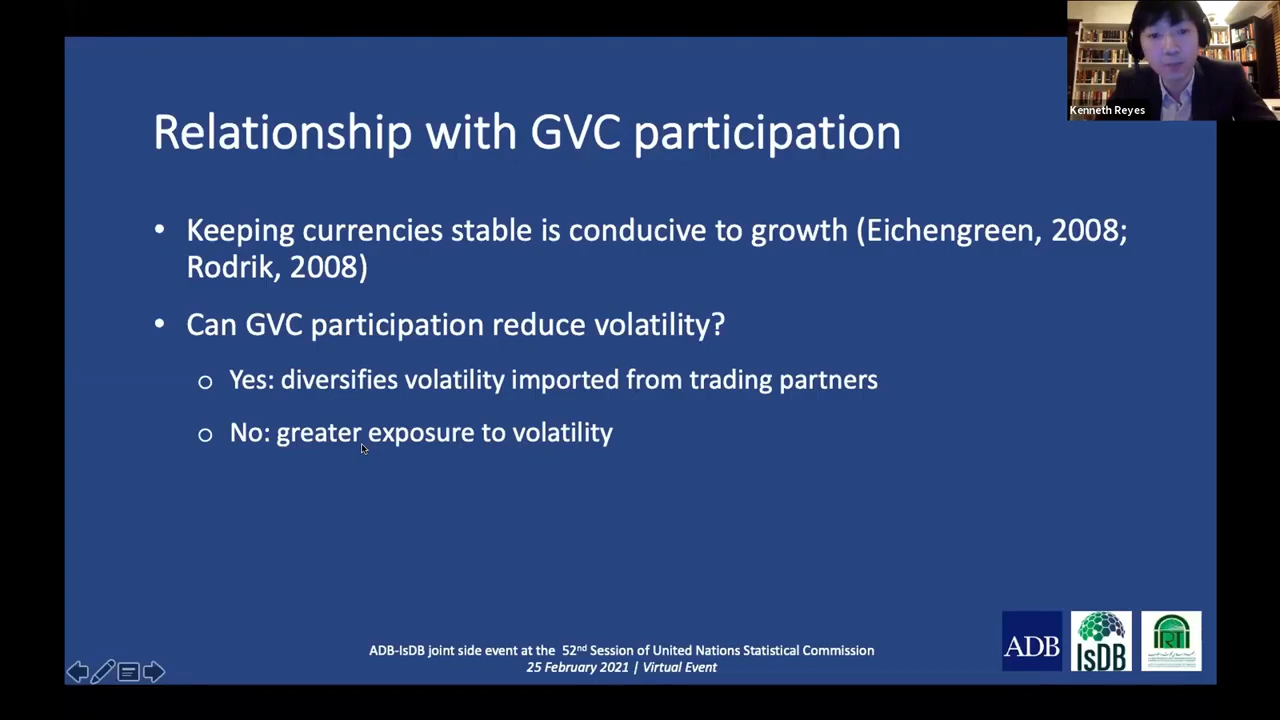 Kenneth Reyes
Relationship with GVC participation
• Keeping currencies stable is conducive to growth (Eichengreen, 2008;
Rodrik, 2008)
• Can GVC participation reduce volatility?
o Yes: diversifies volatility imported from trading partners
o No: greater exposure to volatility
ADB
IsDB
IRTI
ADB-IsDB joint side event at the 52nd Session of United Nations Statistical Commission
25 February 2021 | Virtual Event